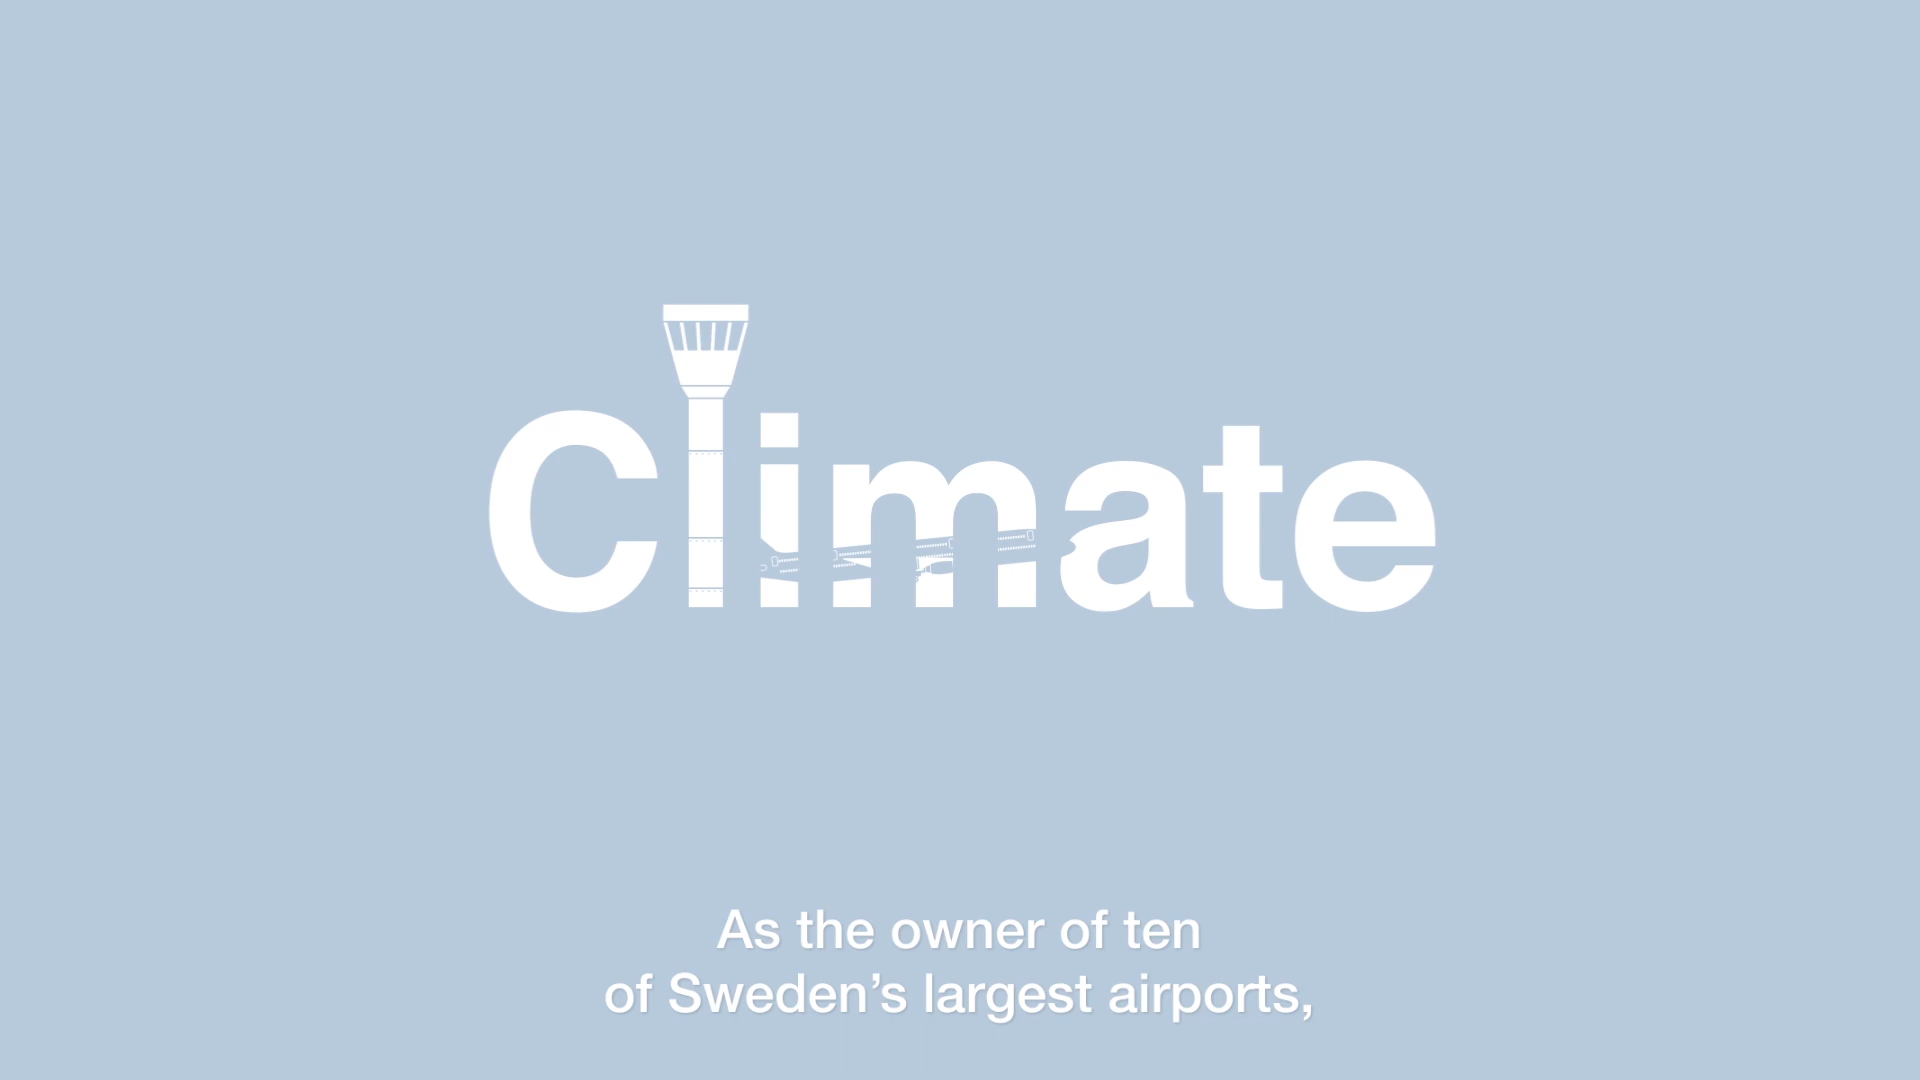 Climate
As the owner of ten
of Sweden’s largest airports,